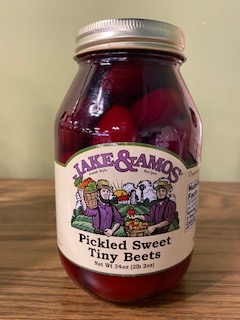 JAKE & AMOS
Pickled Sweet
Tiny Beets
Net Wt 34oz (2lb 2oz)